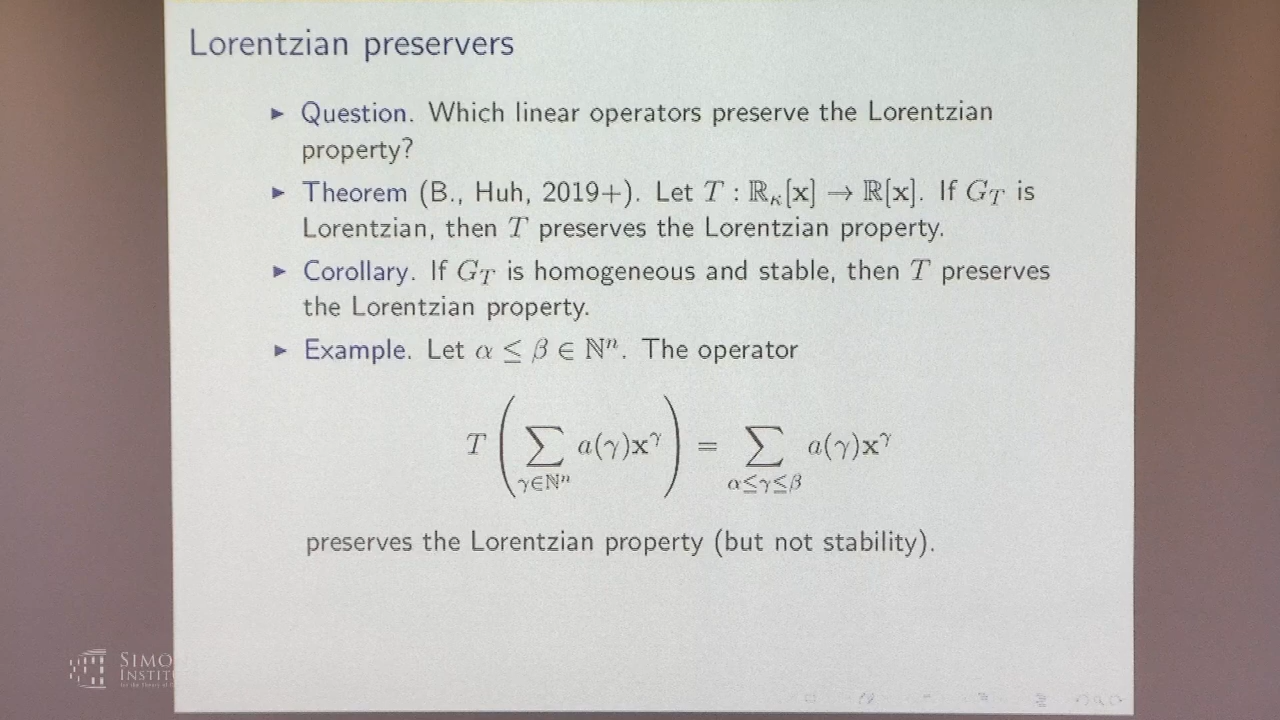 Lorentzian preservers
▶ Question. Which linear operators preserve the Lorentzian
property?
▶ Theorem (B., Huh, 2019+). Let T : ℝ_κ[x] → ℝ[x]. If G_T is
Lorentzian, then T preserves the Lorentzian property.
▶ Corollary. If G_T is homogeneous and stable, then T preserves
the Lorentzian property.
▶ Example. Let α ≤ β ∈ ℕⁿ. The operator
T ( ∑_{γ∈ℕⁿ} a(γ)x^γ ) = ∑_{α≤γ≤β} a(γ)x^γ
preserves the Lorentzian property (but not stability).